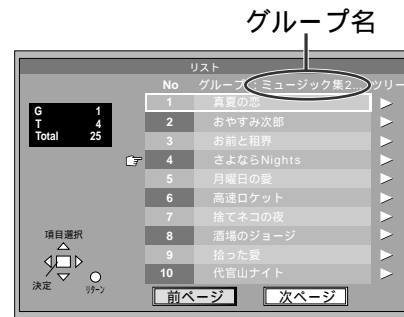 グループ名
リスト
No グループ：ミュージック集2... ツリー
G 1
T 4
Total 25
1 真夏の恋
2 おやすみ次郎
3 お前と租界
4 さよならNights
5 月曜日の愛
6 高速ロケット
7 捨てネコの夜
8 酒場のジョージ
9 拾った愛
10 代官山ナイト
項目選択
決定 リターン
前ページ 次ページ